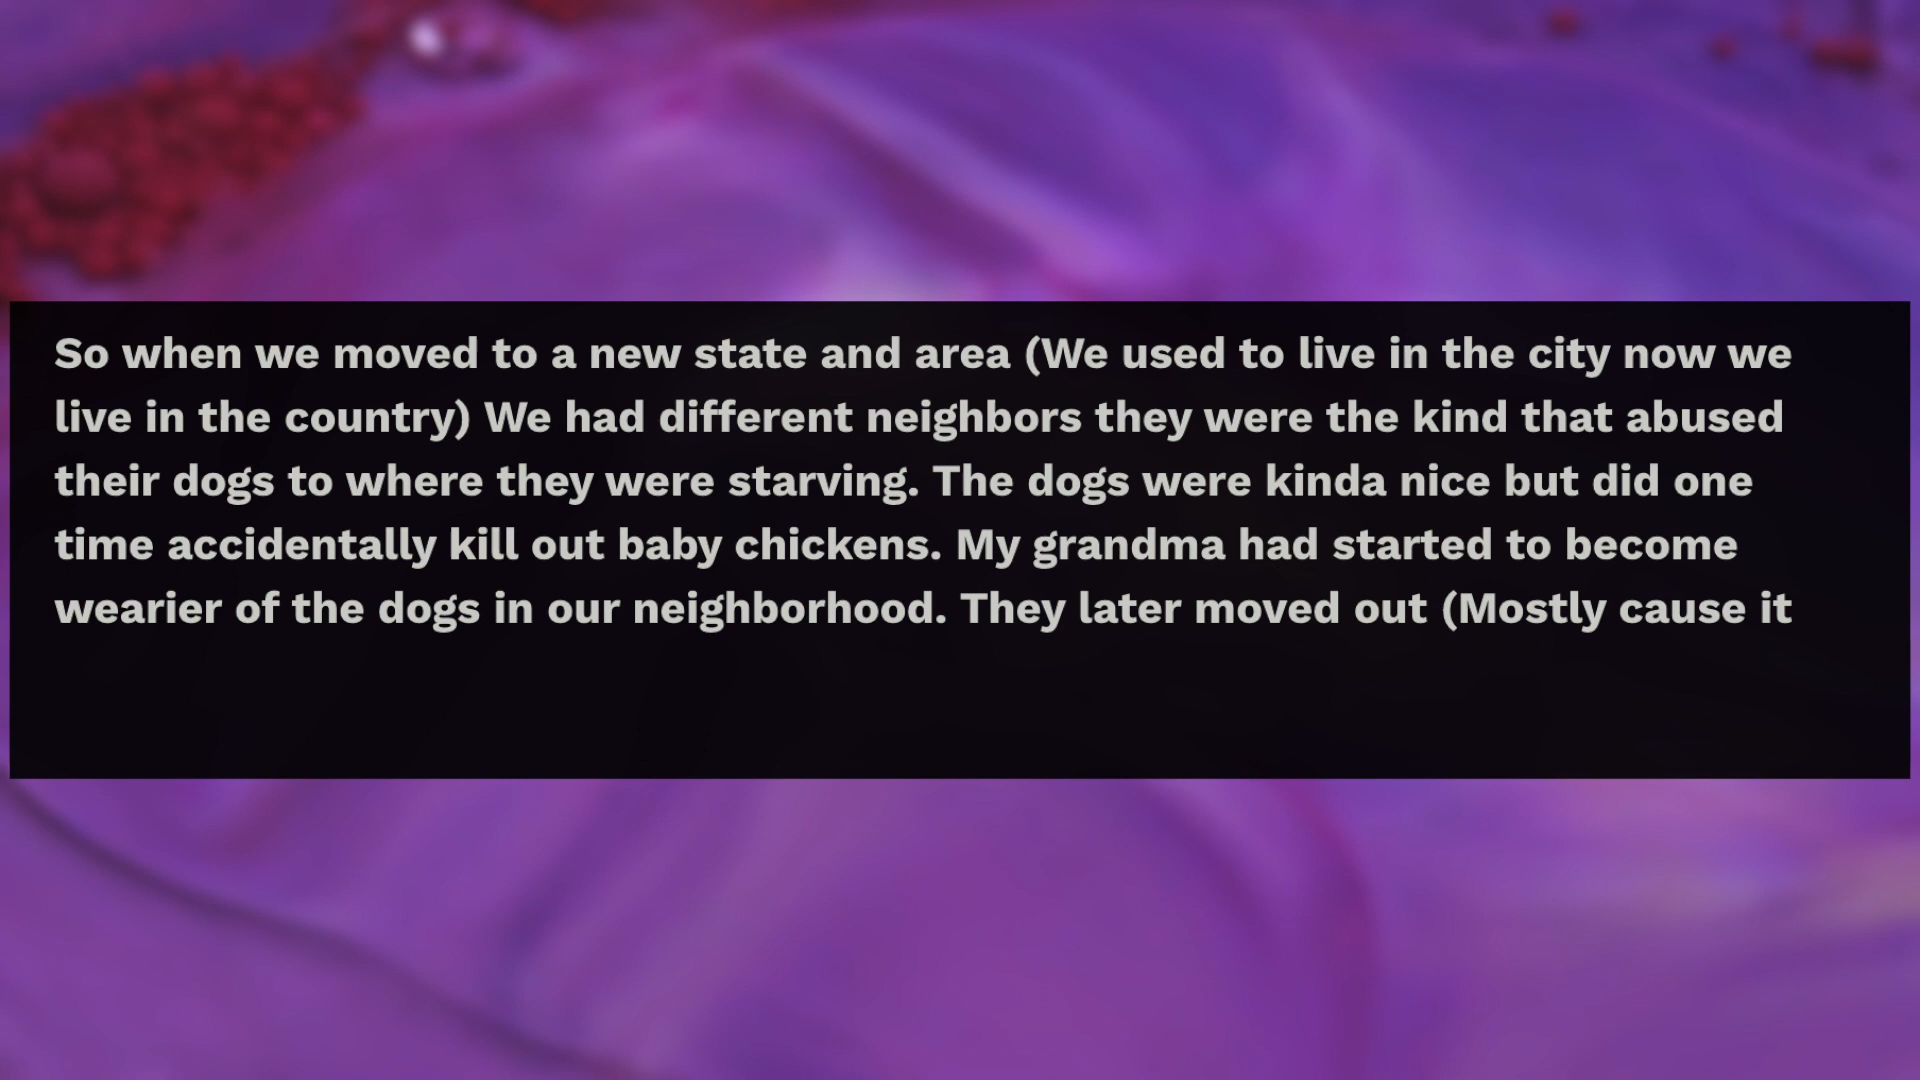 So when we moved to a new state and area (We used to live in the city now we
live in the country) We had different neighbors they were the kind that abused
their dogs to where they were starving. The dogs were kinda nice but did one
time accidentally kill out baby chickens. My grandma had started to become
wearier of the dogs in our neighborhood. They later moved out (Mostly cause it